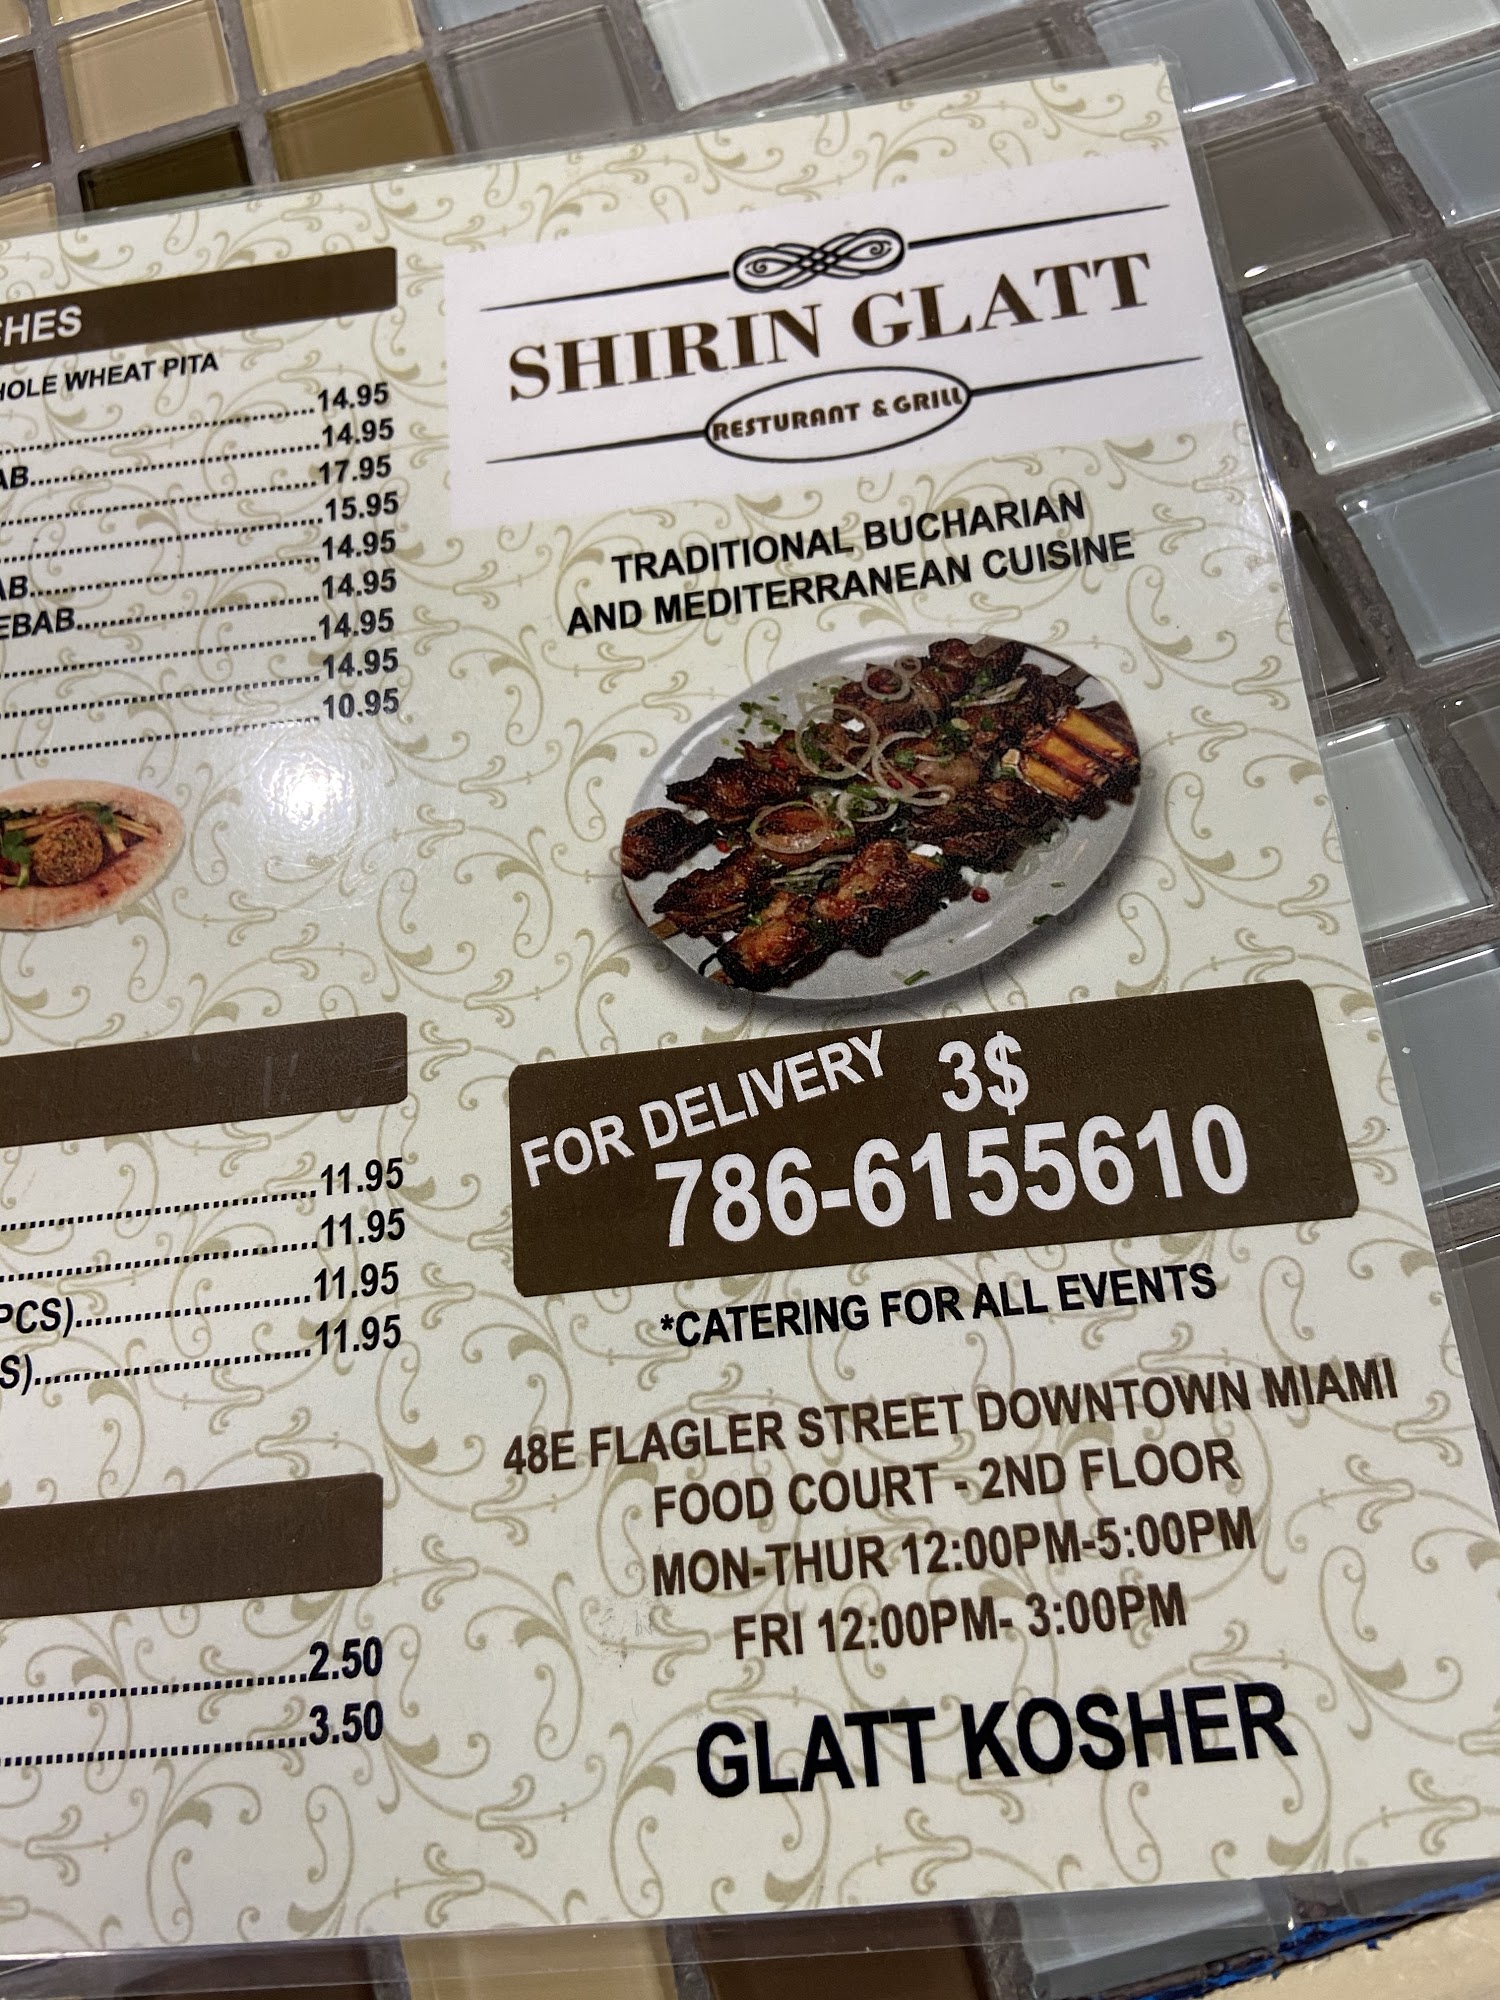 CHES
HOLE WHEAT PITA
14.95
14.95
AB 17.95
15.95
14.95
AB 14.95
EBAB 14.95
14.95
10.95
11.95
11.95
PCS) 11.95
S) 11.95
2.50
3.50
SHIRIN GLATT
RESTURANT & GRILL
TRADITIONAL BUCHARIAN
AND MEDITERRANEAN CUISINE
FOR DELIVERY 3$
786-6155610
*CATERING FOR ALL EVENTS
48E FLAGLER STREET DOWNTOWN MIAMI
FOOD COURT - 2ND FLOOR
MON-THUR 12:00PM-5:00PM
FRI 12:00PM- 3:00PM
GLATT KOSHER